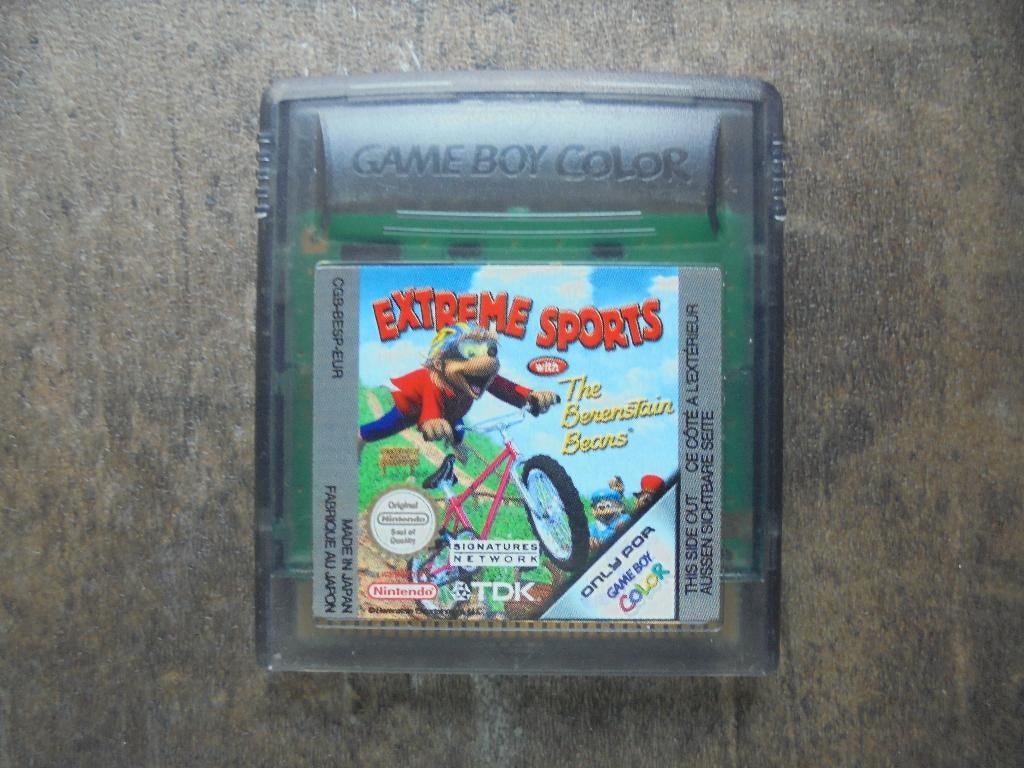 GAME BOY COLOR
CGB-BESP-EUR
EXTREME SPORTS
with
The
Berenstain
Bears
Original
Nintendo
Seal of
Quality
SIGNATURES
NETWORK
Nintendo
TDK
ONLY FOR
GAME BOY
COLOR
MADE IN JAPAN
FABRIQUÉ AU JAPON
THIS SIDE OUT CE CÔTÉ A L'EXTÉRIEUR
AUSSEN SICHTBARE SEITE